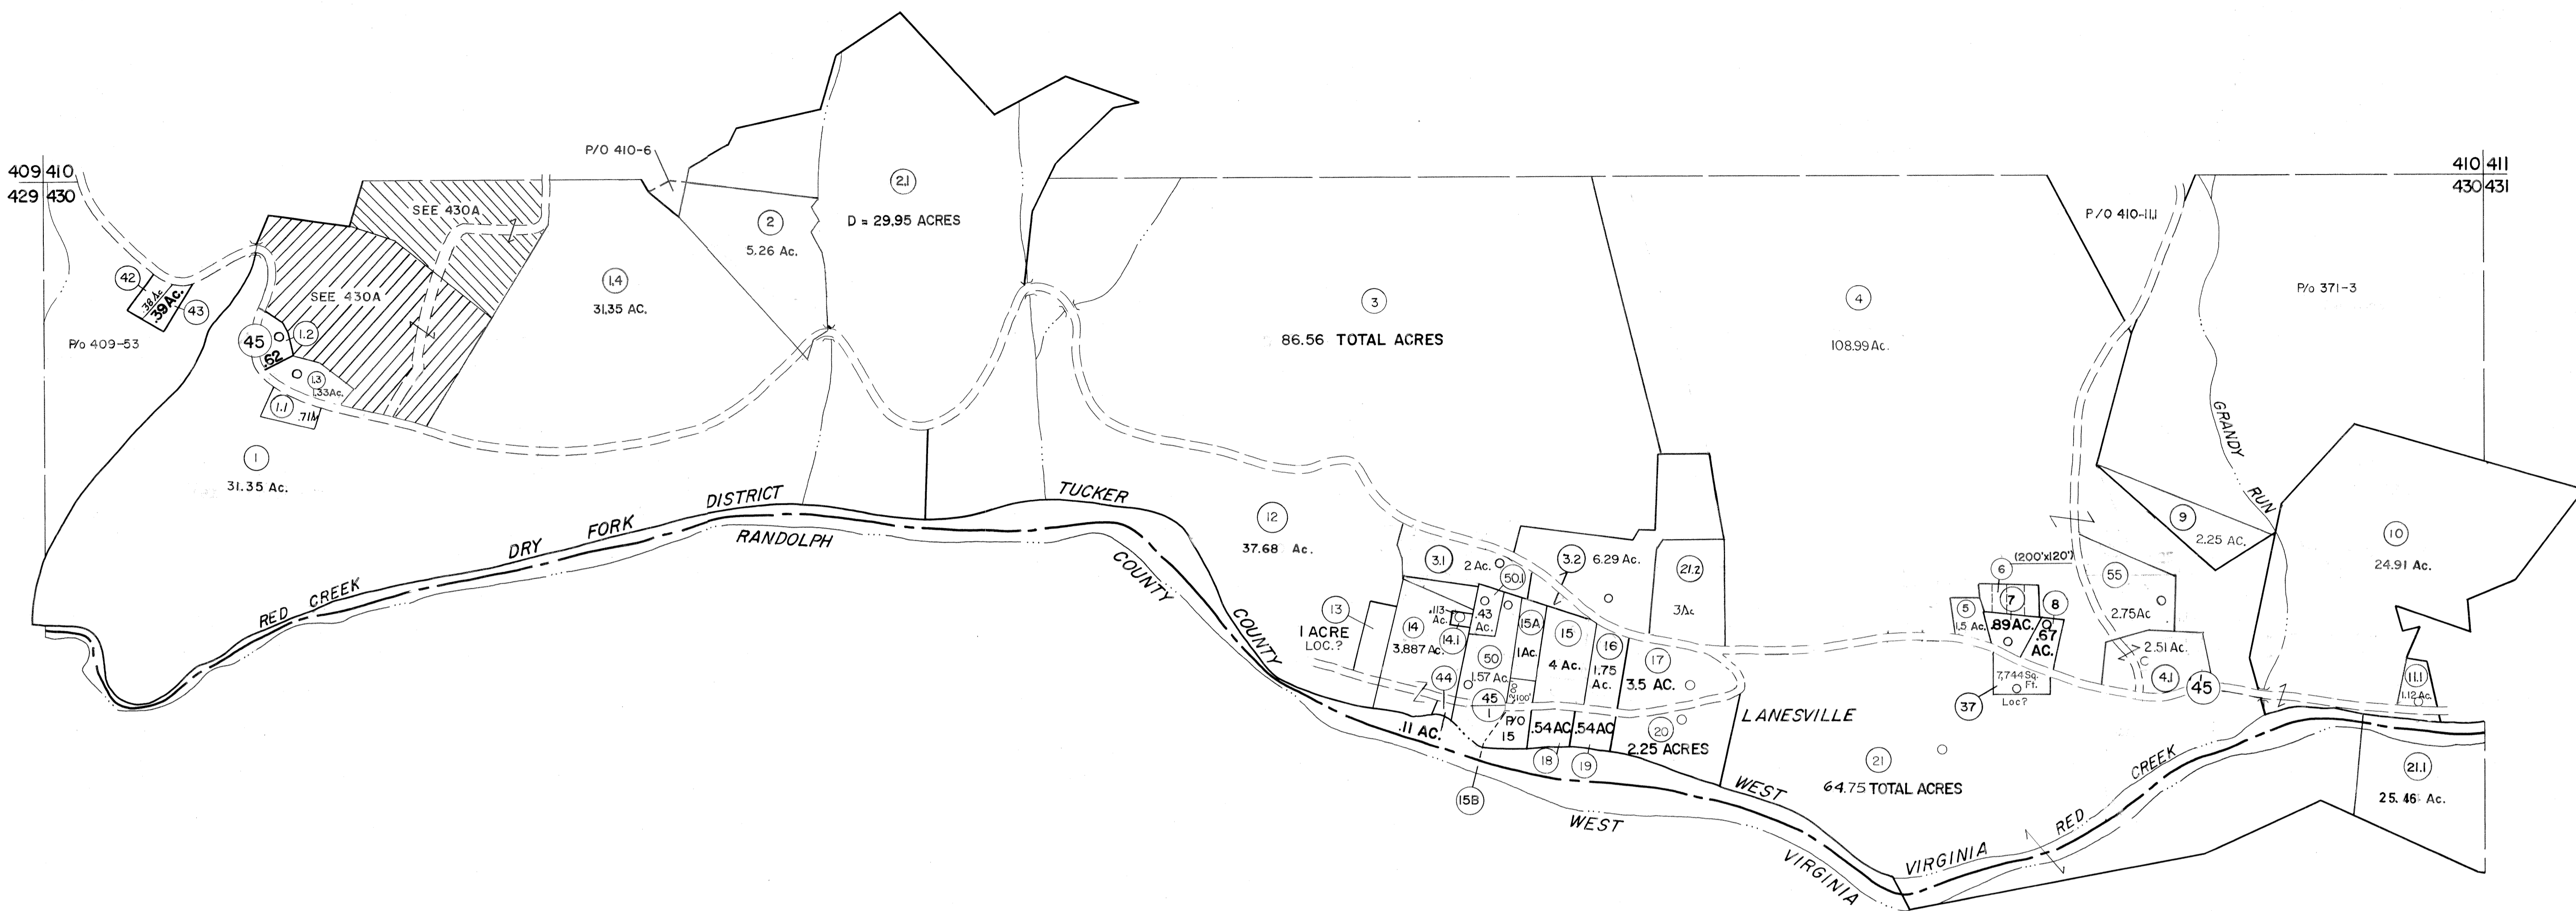 409 410
429 430
410 411
430 431
P/O 410-6
2.1
D = 29.95 ACRES
SEE 430A
2
5.26 Ac.
P/O 410-11.1
42
.38 Ac
.39 Ac.
43
SEE 430A
1.4
31.35 AC.
3
86.56 TOTAL ACRES
4
108.99 Ac.
P/o 371-3
P/o 409-53
45
1.2
.62
1.3
1.33Ac.
1.1
1
31.35 Ac.
GRANDY
RUN
DISTRICT
TUCKER
FORK
DRY
RANDOLPH
CREEK
RED
COUNTY
COUNTY
12
37.68 Ac.
9
2.25 AC.
10
24.91 Ac.
3.1
2 Ac.
3.2
6.29 Ac.
21.2
3Ac
50.1
.43
Ac.
.113
Ac.
13
1 ACRE
LOC.?
14
3.887 Ac.
14.1
15A
1 Ac.
15
4 Ac.
16
1.75
Ac.
17
3.5 AC.
50
1.57 Ac.
44
200'
100'
45
1
P/O
15
.11 AC.
.54 AC
.54 AC
20
2.25 ACRES
18
19
15B
LANESVILLE
(200'x120')
6
5
1.5 Ac.
7
.89 AC.
8
.67
AC.
7,744 Sq.
Ft.
37
Loc?
55
2.75Ac
2.51 Ac.
4.1
45
11.1
1.12 Ac.
21
64.75 TOTAL ACRES
21.1
25.46 Ac.
WEST
WEST
VIRGINIA
VIRGINIA
RED
CREEK